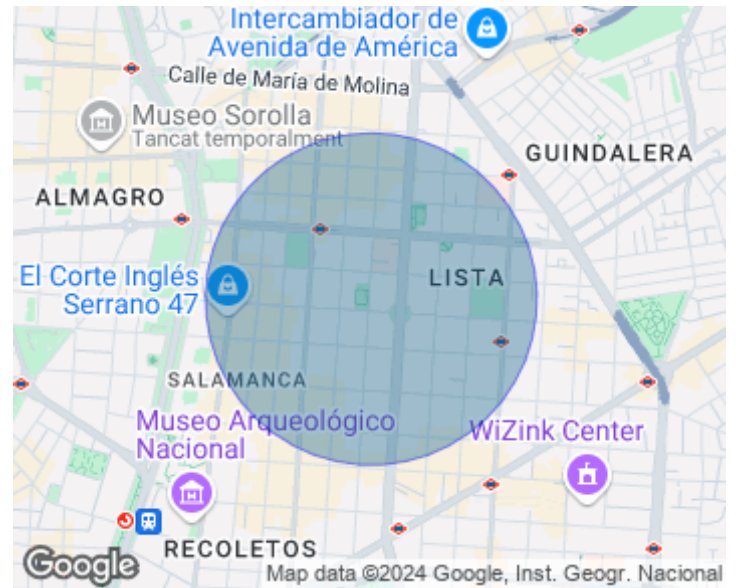 Intercambiador de
Avenida de América
Calle de María de Molina
Museo Sorolla
Tancat temporalment
GUINDALERA
ALMAGRO
El Corte Inglés
Serrano 47
LISTA
SALAMANCA
Museo Arqueológico
Nacional
WiZink Center
RECOLETOS
Google
Map data ©2024 Google, Inst. Geogr. Nacional